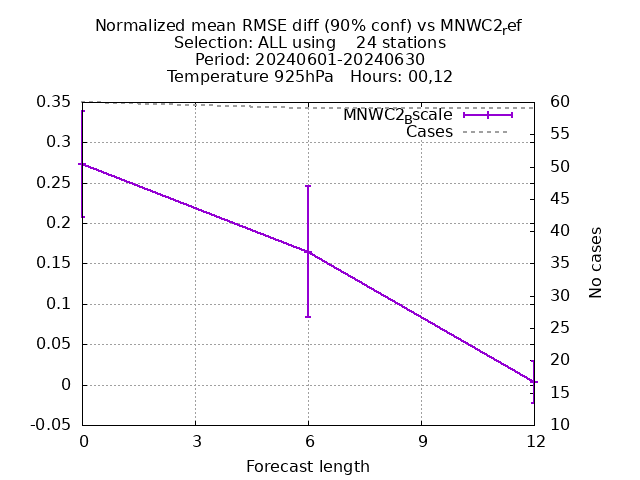 Normalized mean RMSE diff (90% conf) vs MNWC2ref
Selection: ALL using 24 stations
Period: 20240601-20240630
Temperature 925hPa Hours: 00,12
0.35
0.3
0.25
0.2
0.15
0.1
0.05
0
-0.05
MNWC2Bscale
Cases
60
55
50
45
40
35
30
25
20
15
10
No cases
0 3 6 9 12
Forecast length